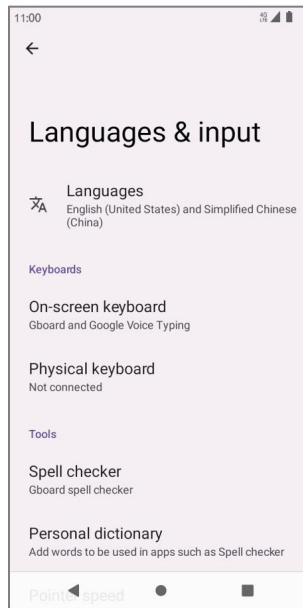 11:00
4G
LTE
Languages & input
Languages
English (United States) and Simplified Chinese
(China)
Keyboards
On-screen keyboard
Gboard and Google Voice Typing
Physical keyboard
Not connected
Tools
Spell checker
Gboard spell checker
Personal dictionary
Add words to be used in apps such as Spell checker
Pointer speed